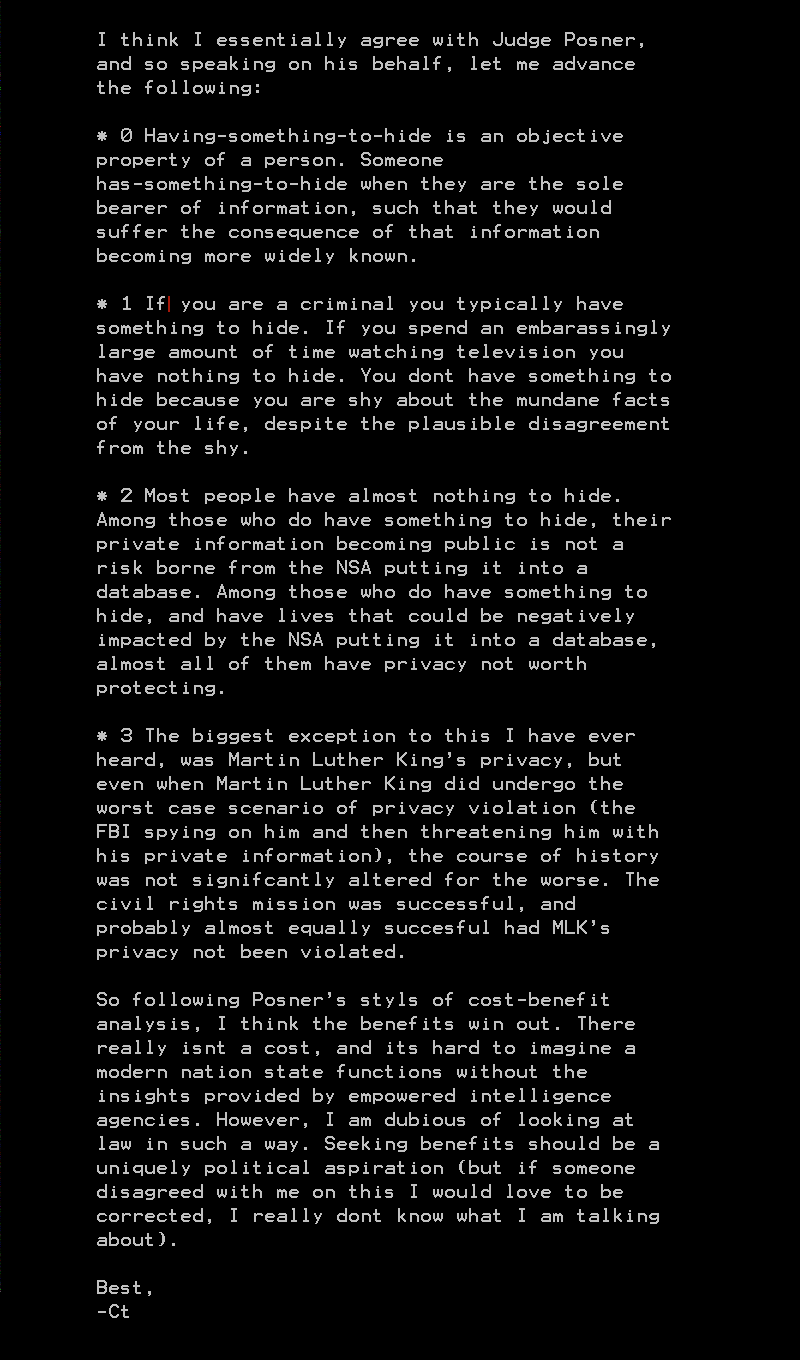 I think I essentially agree with Judge Posner,
and so speaking on his behalf, let me advance
the following:
* 0 Having-something-to-hide is an objective
property of a person. Someone
has-something-to-hide when they are the sole
bearer of information, such that they would
suffer the consequence of that information
becoming more widely known.
* 1 If you are a criminal you typically have
something to hide. If you spend an embarassingly
large amount of time watching television you
have nothing to hide. You dont have something to
hide because you are shy about the mundane facts
of your life, despite the plausible disagreement
from the shy.
* 2 Most people have almost nothing to hide.
Among those who do have something to hide, their
private information becoming public is not a
risk borne from the NSA putting it into a
database. Among those who do have something to
hide, and have lives that could be negatively
impacted by the NSA putting it into a database,
almost all of them have privacy not worth
protecting.
* 3 The biggest exception to this I have ever
heard, was Martin Luther King's privacy, but
even when Martin Luther King did undergo the
worst case scenario of privacy violation (the
FBI spying on him and then threatening him with
his private information), the course of history
was not signifcantly altered for the worse. The
civil rights mission was successful, and
probably almost equally succesful had MLK's
privacy not been violated.
So following Posner's styls of cost-benefit
analysis, I think the benefits win out. There
really isnt a cost, and its hard to imagine a
modern nation state functions without the
insights provided by empowered intelligence
agencies. However, I am dubious of looking at
law in such a way. Seeking benefits should be a
uniquely political aspiration (but if someone
disagreed with me on this I would love to be
corrected, I really dont know what I am talking
about).
Best,
-Ct